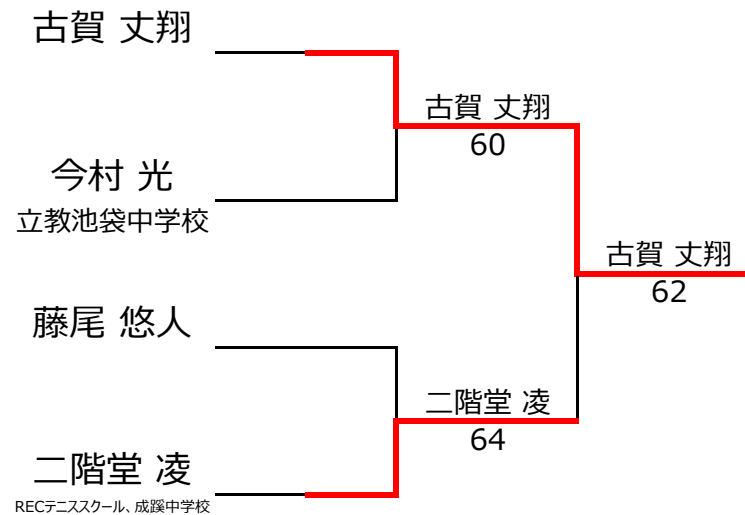 古賀 丈翔
今村 光
立教池袋中学校
藤尾 悠人
二階堂 凌
RECテニススクール、成蹊中学校
古賀 丈翔
60
二階堂 凌
64
古賀 丈翔
62